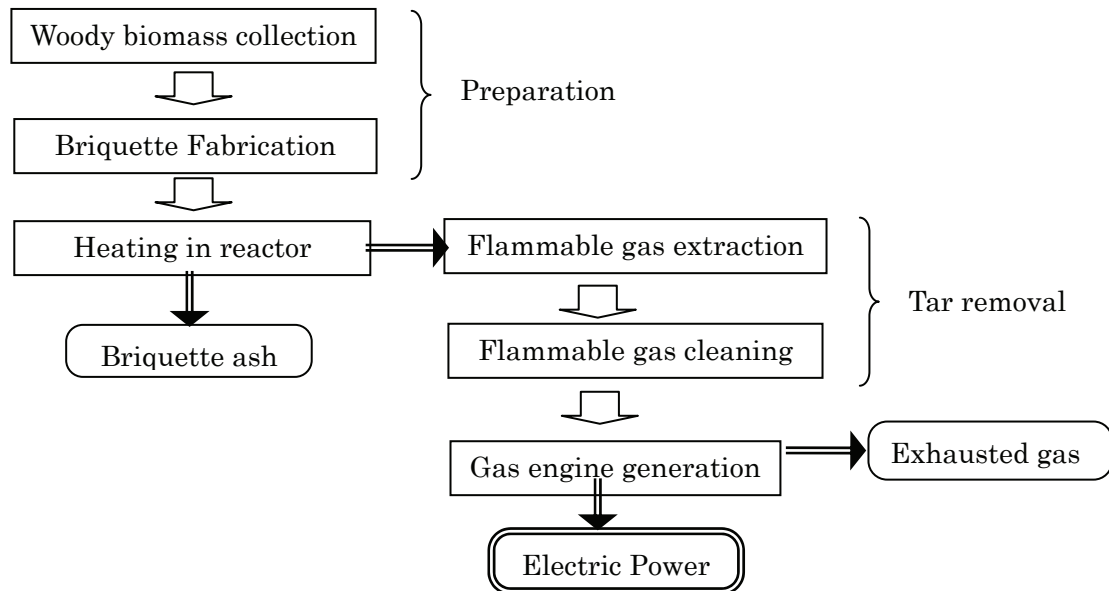 Woody biomass collection
Preparation
Briquette Fabrication
Heating in reactor
Flammable gas extraction
Tar removal
Briquette ash
Flammable gas cleaning
Gas engine generation
Exhausted gas
Electric Power